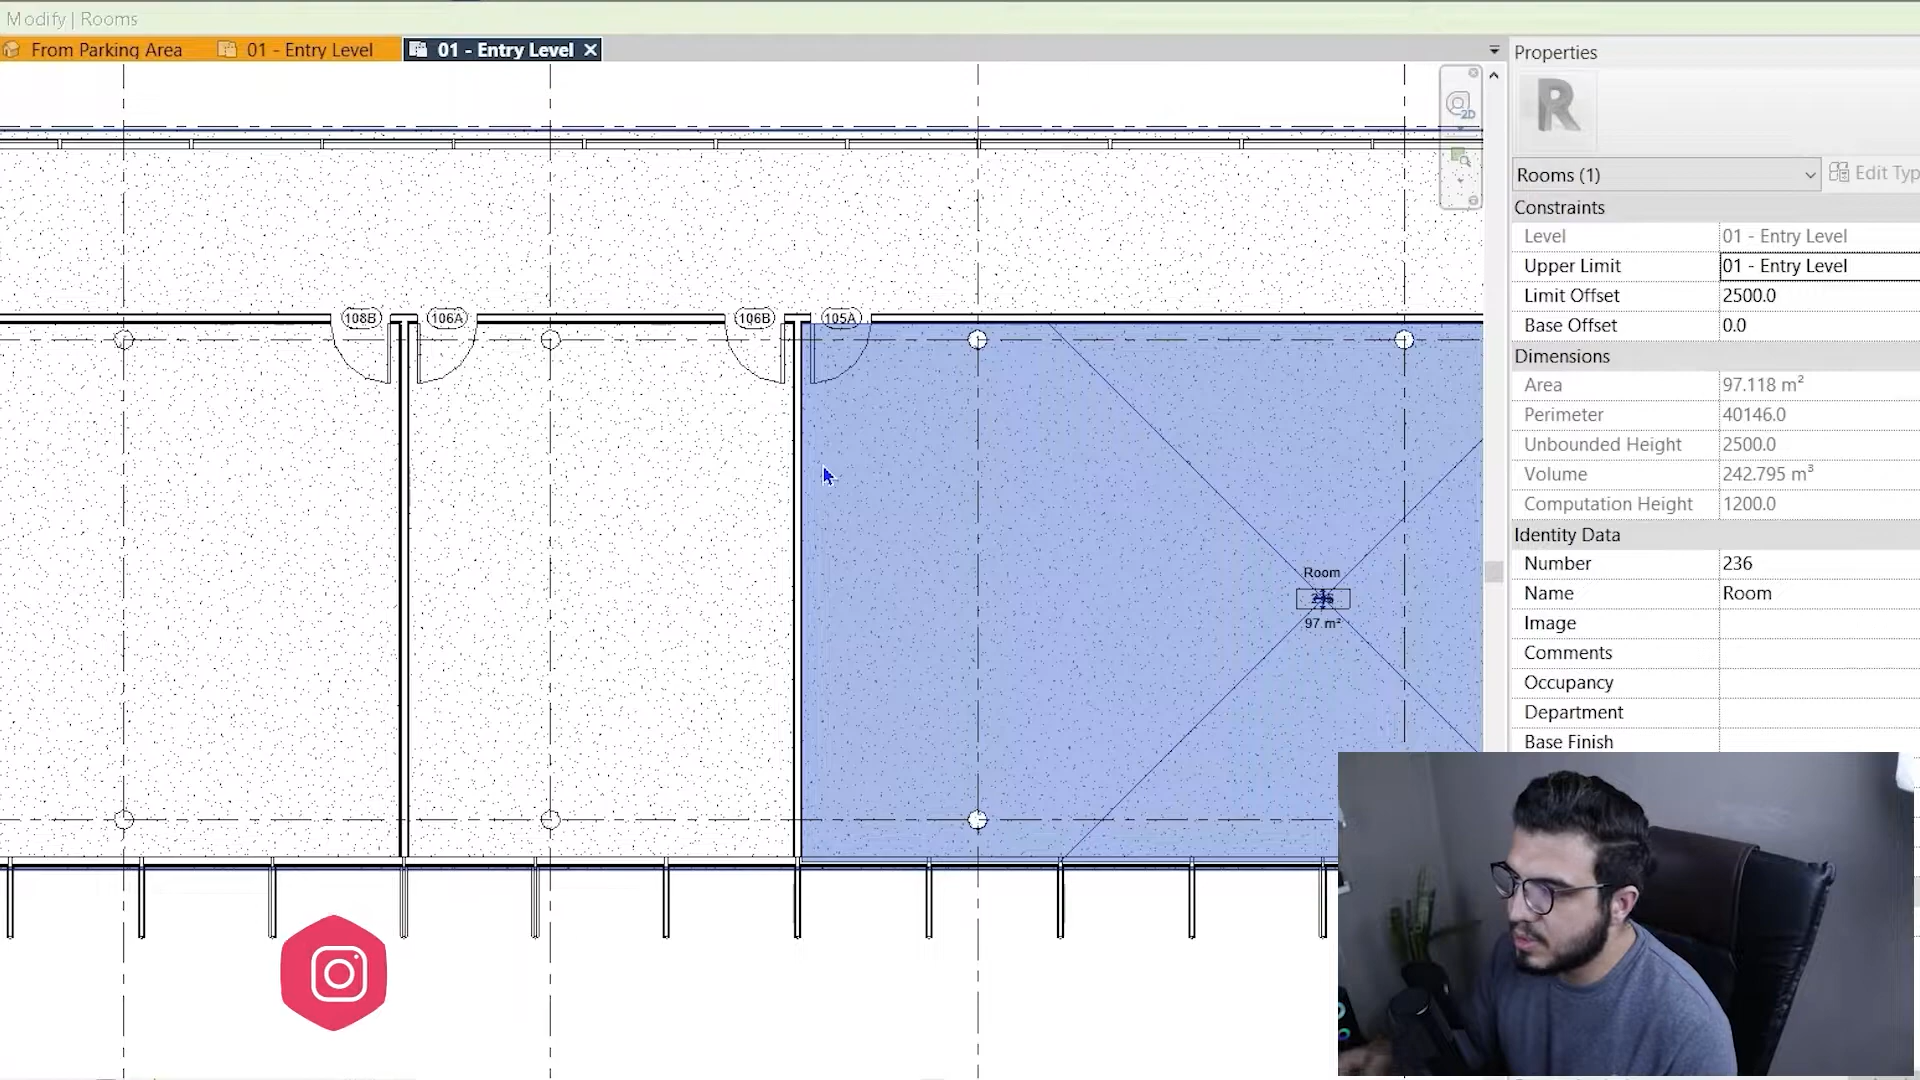 Modify | Rooms
From Parking Area
01 - Entry Level
01 - Entry Level
2D
108B
106A
106B
105A
Room
97 m²
Properties
R
Rooms (1)
Edit Typ
Constraints
Level 01 - Entry Level
Upper Limit 01 - Entry Level
Limit Offset 2500.0
Base Offset 0.0
Dimensions
Area 97.118 m²
Perimeter 40146.0
Unbounded Height 2500.0
Volume 242.795 m³
Computation Height 1200.0
Identity Data
Number 236
Name Room
Image
Comments
Occupancy
Department
Base Finish